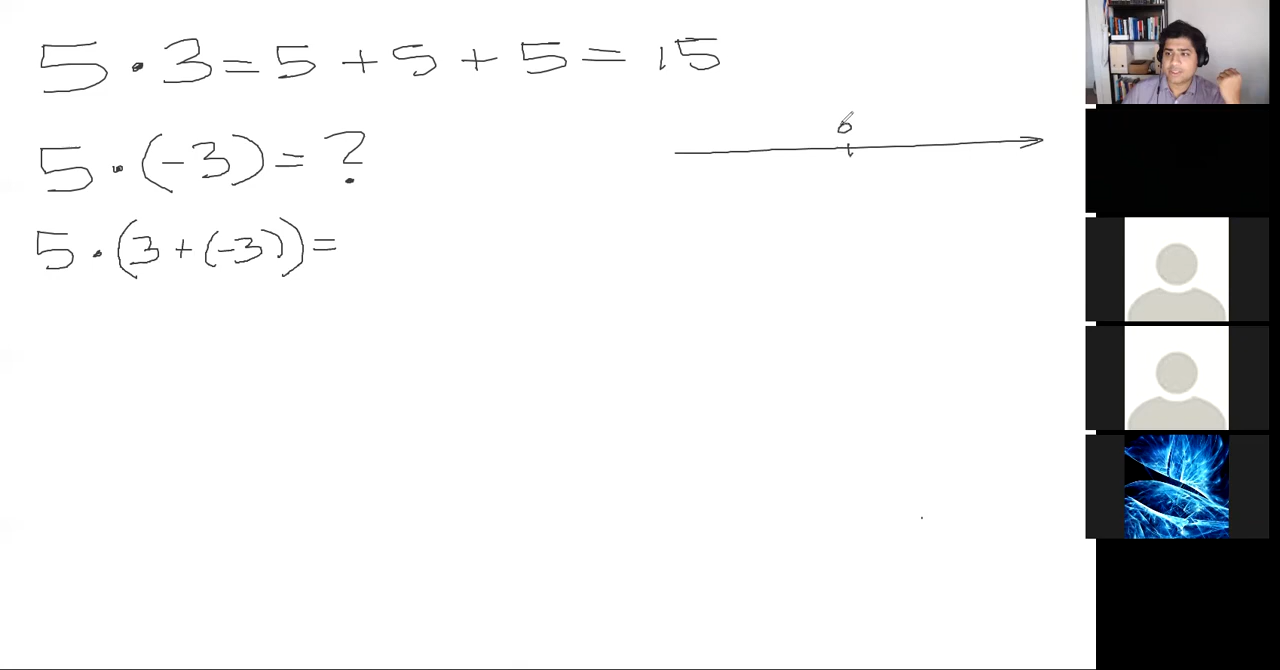 5 · 3 = 5 + 5 + 5 = 15
0
5 · (-3) = ?
5 · (3 + (-3)) =